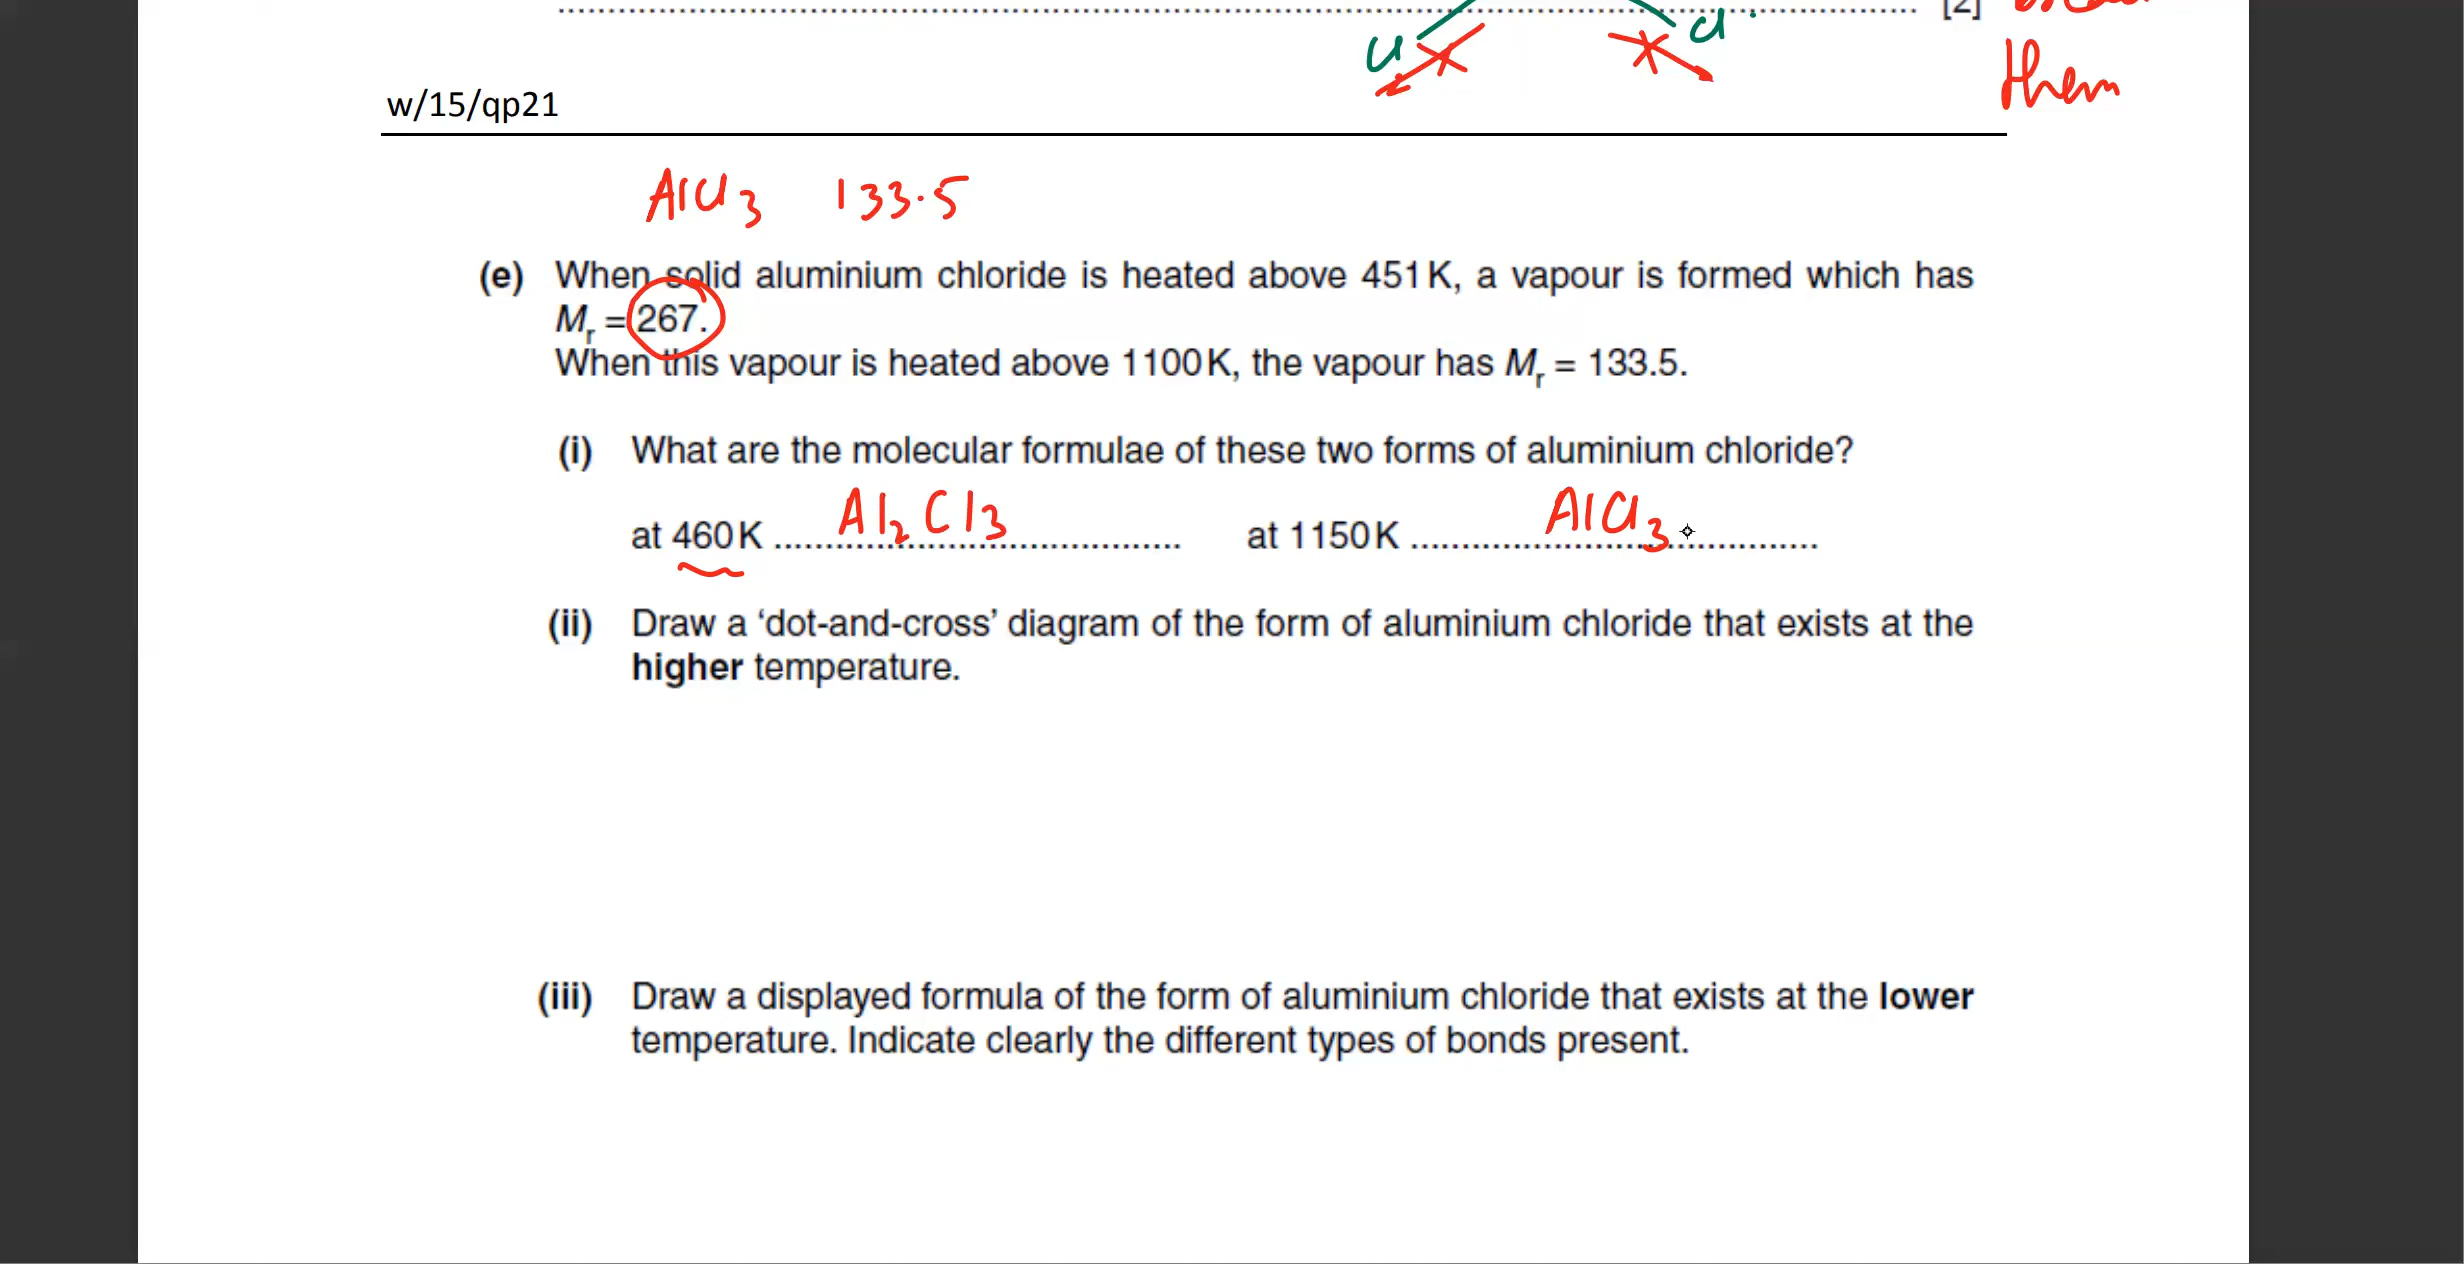 [2]
them
w/15/qp21
AlCl3 133.5
(e) When solid aluminium chloride is heated above 451 K, a vapour is formed which has
Mr = 267.
When this vapour is heated above 1100 K, the vapour has Mr = 133.5.
(i) What are the molecular formulae of these two forms of aluminium chloride?
at 460 K ........................................ Al2Cl3 at 1150 K ........................................ AlCl3
(ii) Draw a ‘dot-and-cross’ diagram of the form of aluminium chloride that exists at the
higher temperature.
(iii) Draw a displayed formula of the form of aluminium chloride that exists at the lower
temperature. Indicate clearly the different types of bonds present.